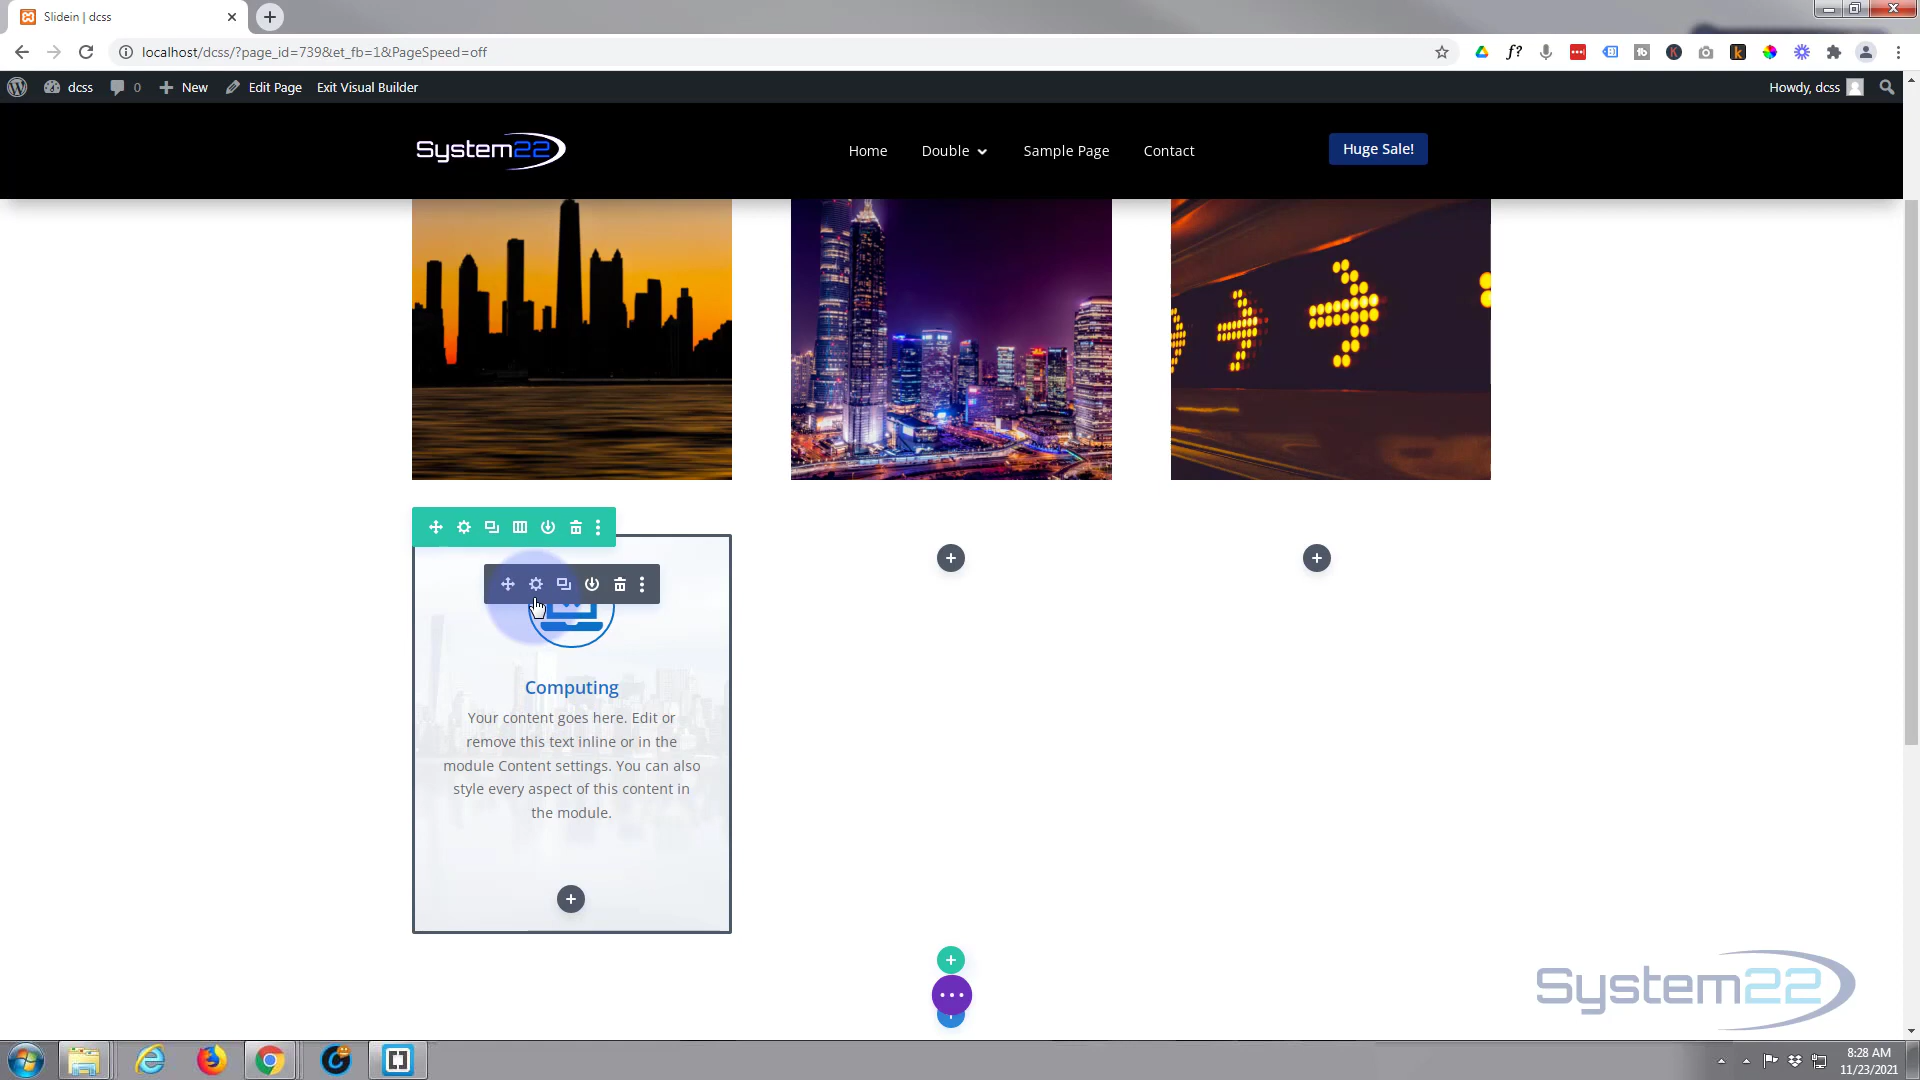 Slidein | dcss
localhost/dcss/?page_id=739&et_fb=1&PageSpeed=off
dcss
0
New
Edit Page
Exit Visual Builder
Howdy, dcss
System22
Home
Double
Sample Page
Contact
Huge Sale!
Computing
Your content goes here. Edit or
remove this text inline or in the
module Content settings. You can also
style every aspect of this content in
the module.
System22
8:28 AM
11/23/2021